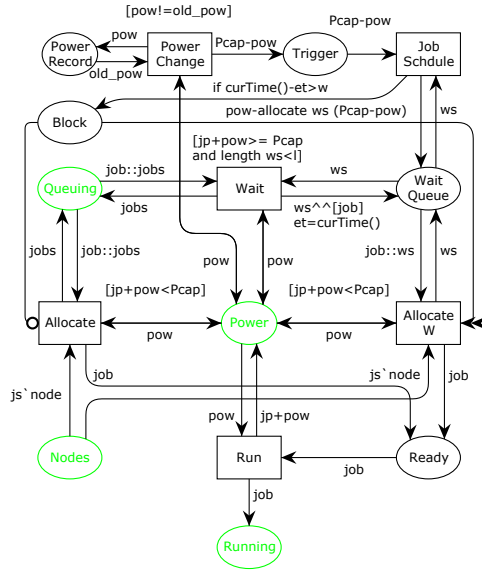 [pow!=old_pow]
Pcap-pow
pow
Power
Record
Power
Change
Pcap-pow
Trigger
Job
Schdule
old_pow
if curTime()-et>w
pow-allocate ws (Pcap-pow)
ws
Block
[jp+pow>= Pcap
and length ws<l]
job::jobs
ws
Queuing
Wait
Wait
Queue
jobs
ws^^[job]
et=curTime()
jobs
job::jobs
pow
pow
job::ws
ws
[jp+pow<Pcap]
[jp+pow<Pcap]
Allocate
Power
Allocate
W
pow
pow
js`node
job
js`node
job
pow
jp+pow
Nodes
Run
Ready
job
job
Running